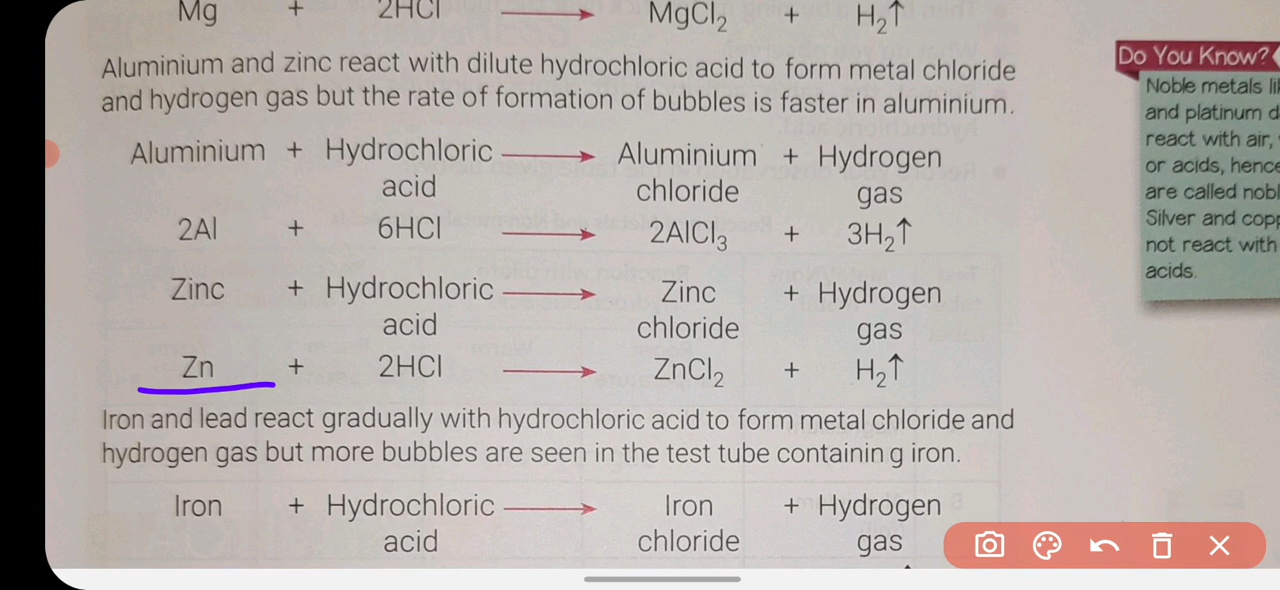 Mg + 2HCl → MgCl₂ + H₂↑
Aluminium and zinc react with dilute hydrochloric acid to form metal chloride
and hydrogen gas but the rate of formation of bubbles is faster in aluminium.
Aluminium + Hydrochloric → Aluminium + Hydrogen
acid chloride gas
2Al + 6HCl → 2AlCl₃ + 3H₂↑
Zinc + Hydrochloric → Zinc + Hydrogen
acid chloride gas
Zn + 2HCl → ZnCl₂ + H₂↑
Iron and lead react gradually with hydrochloric acid to form metal chloride and
hydrogen gas but more bubbles are seen in the test tube containin g iron.
Iron + Hydrochloric → Iron + Hydrogen
acid chloride gas
Do You Know?
Noble metals
and platinum
react with air,
or acids, hence
are called
Silver and
not react with
acids.